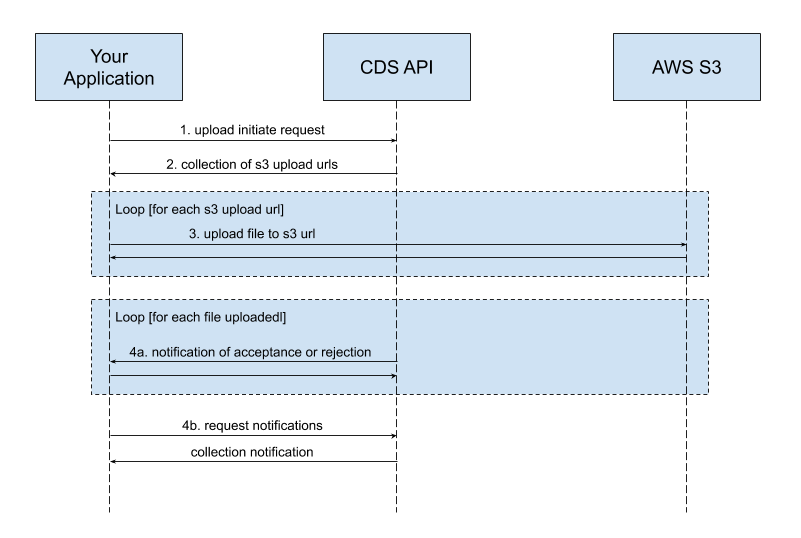 Your
Application
CDS API
AWS S3
1. upload initiate request
2. collection of s3 upload urls
Loop [for each s3 upload url]
3. upload file to s3 url
Loop [for each file uploadedl]
4a. notification of acceptance or rejection
4b. request notifications
collection notification